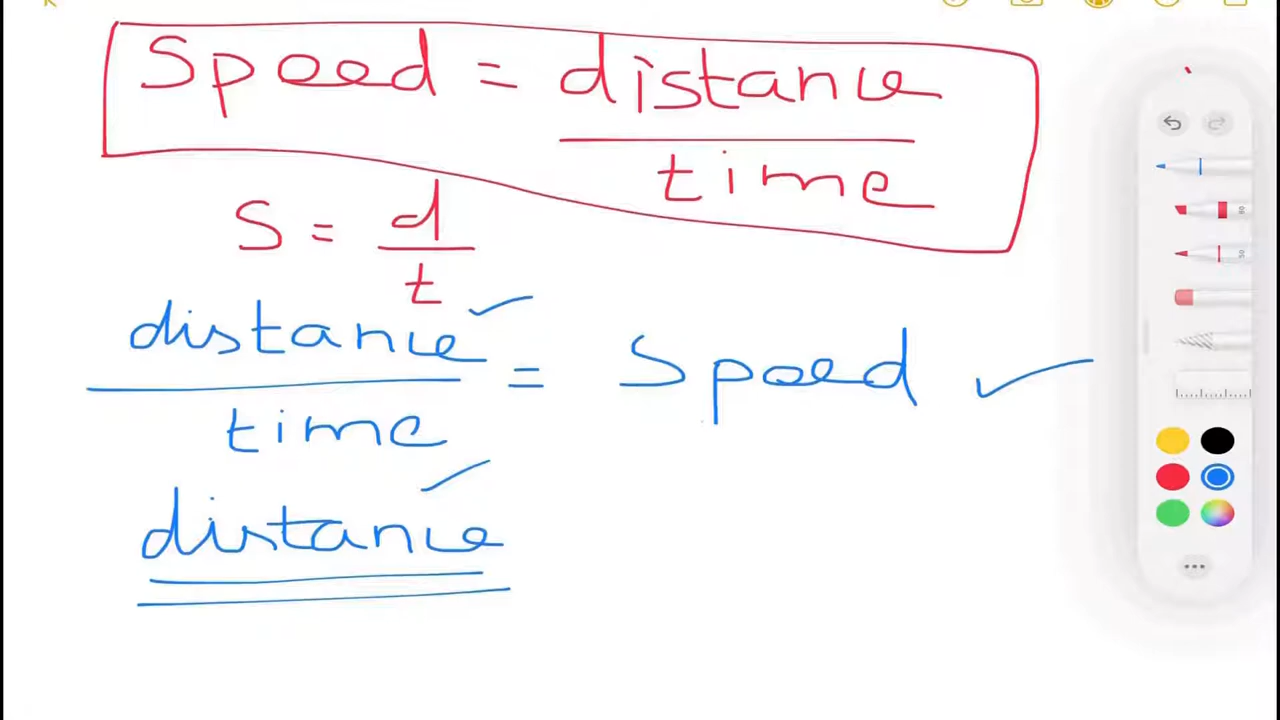 Speed = distance
time
S = d
t
distance
= Speed
time
distance